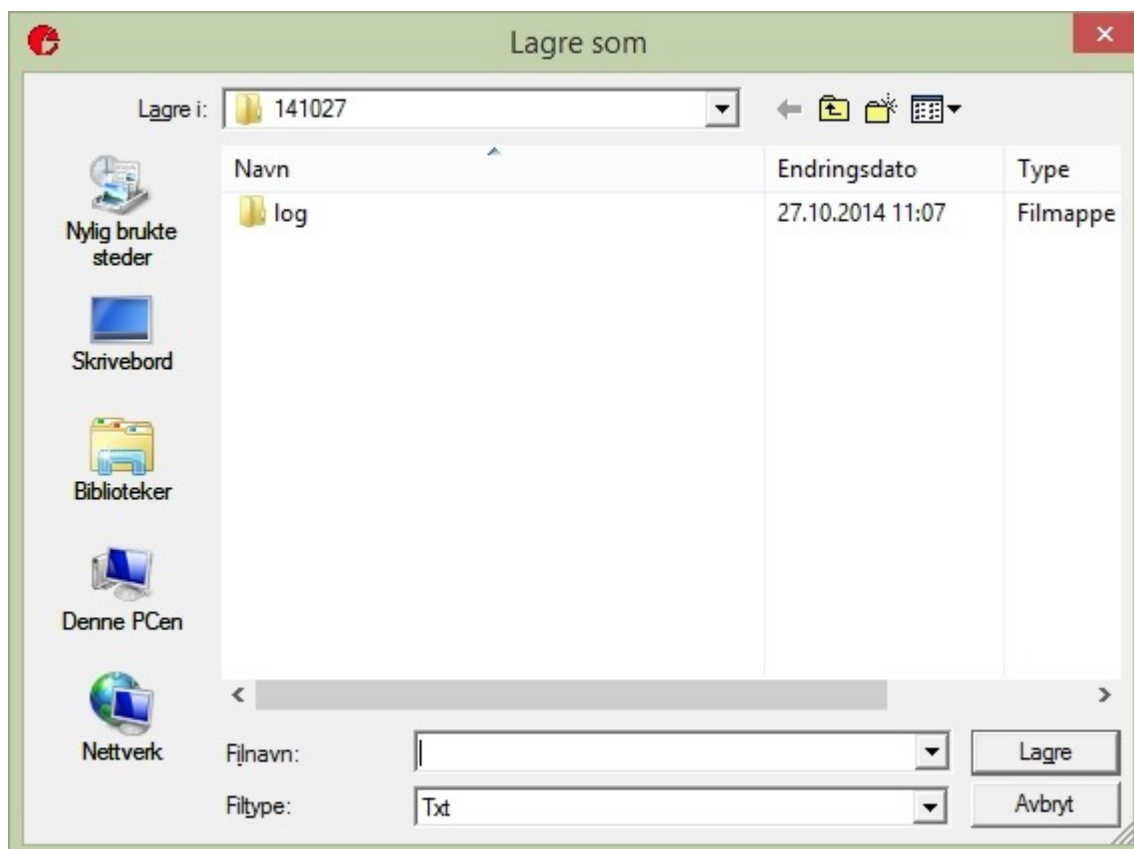 Lagre som
Lagre i: 141027
Navn Endringsdato Type
log 27.10.2014 11:07 Filmappe
Nylig brukte
steder
Skrivebord
Biblioteker
Denne PCen
Nettverk
Filnavn: Lagre
Filtype: Txt Avbryt